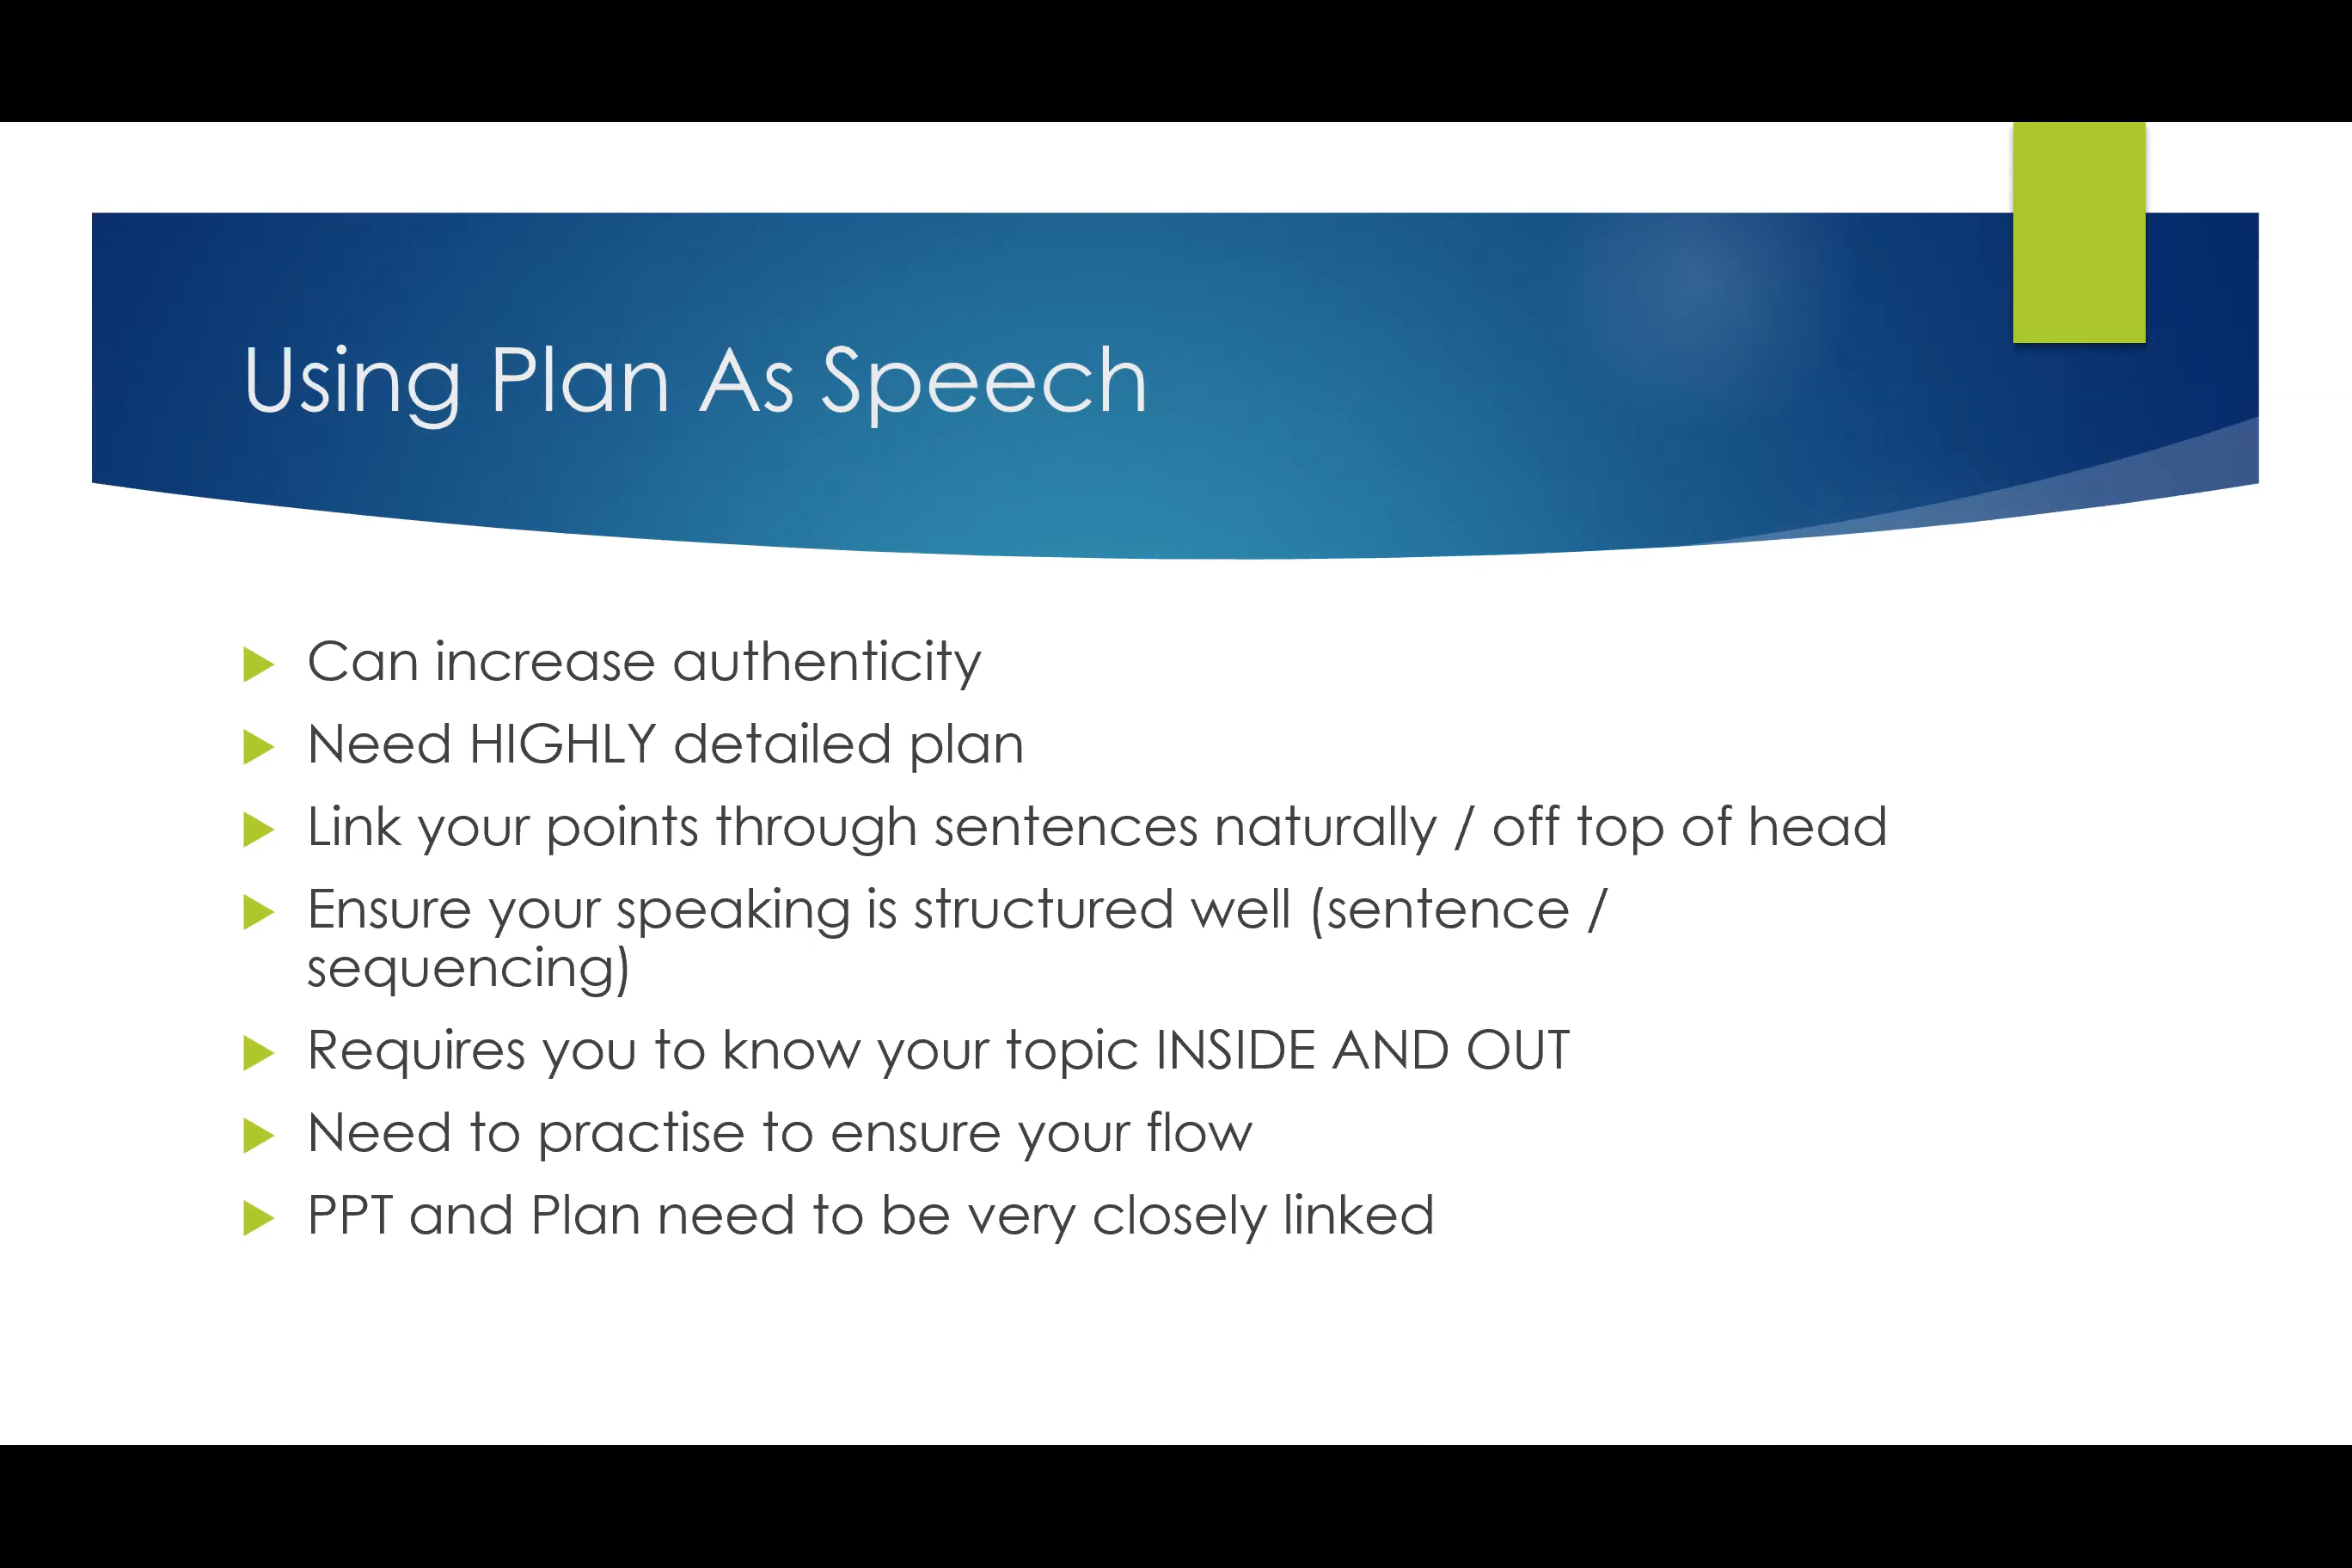 Using Plan As Speech
Can increase authenticity
Need HIGHLY detailed plan
Link your points through sentences naturally / off top of head
Ensure your speaking is structured well (sentence /
sequencing)
Requires you to know your topic INSIDE AND OUT
Need to practise to ensure your flow
PPT and Plan need to be very closely linked